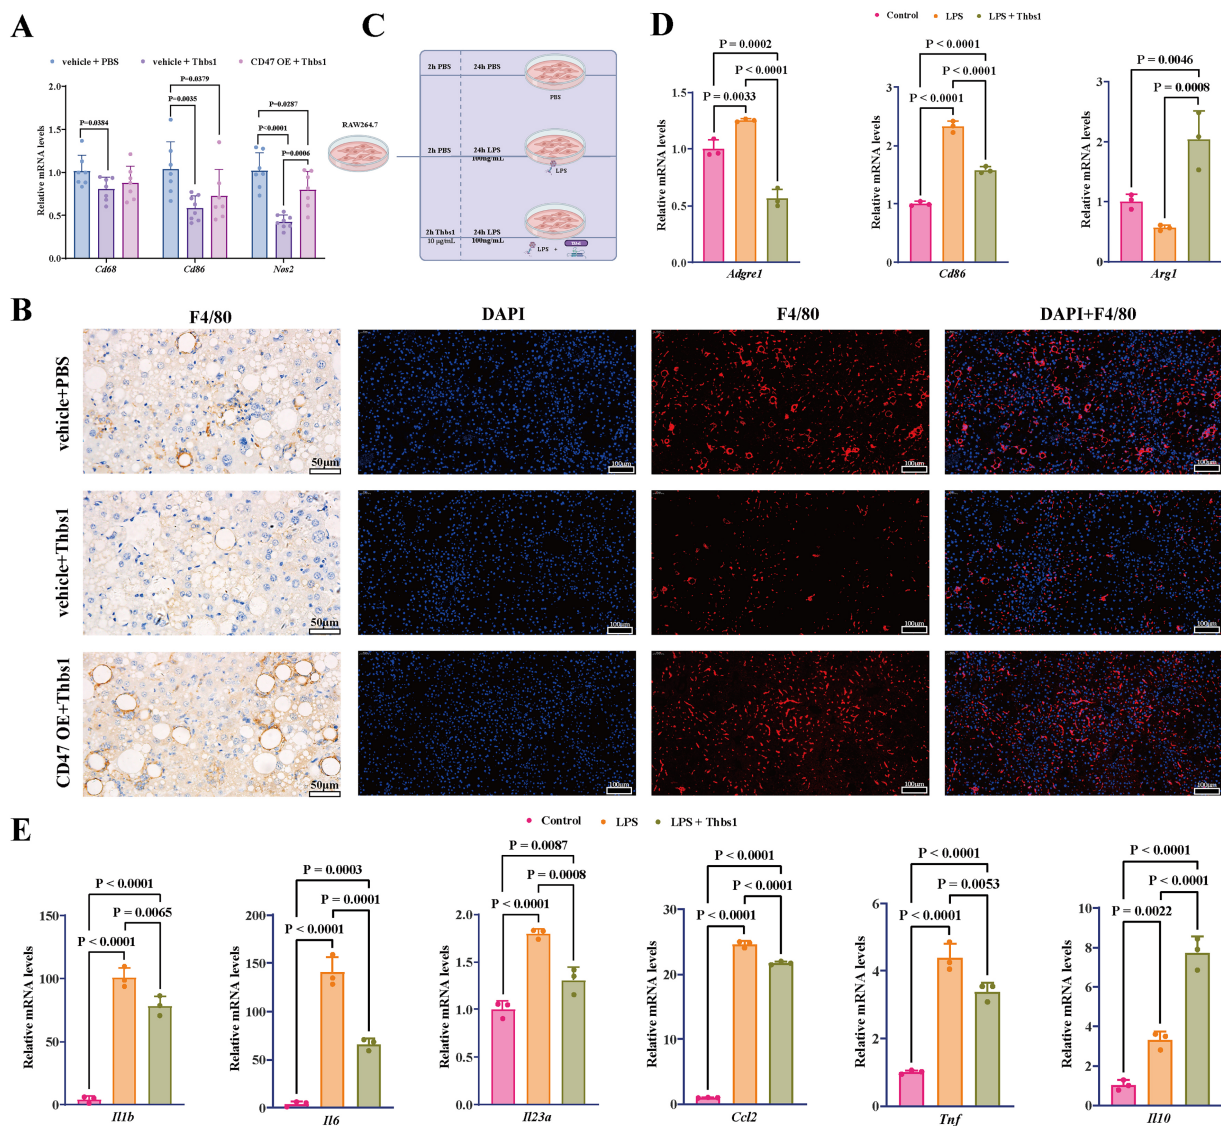 A
vehicle+PBS
vehicle+Thbs1
CD47 OE+Thbs1
P=0.0379
P=0.0384
P=0.0035
P=0.0287
P<0.0001
P=0.0006
Relative mRNA levels
2.0
1.5
1.0
0.5
0.0
Cd68
Cd86
Nos2
C
RAW264.7
2h PBS
24h PBS
PBS
2h PBS
24h LPS
100ng/mL
LPS
2h Thbs1
10 µg/mL
24h LPS
100ng/mL
LPS
+
D
Control
LPS
LPS+Thbs1
P = 0.0002
P < 0.0001
P = 0.0033
Relative mRNA levels
1.5
1.0
0.5
0.0
Adgre1
P < 0.0001
P < 0.0001
P < 0.0001
Relative mRNA levels
3
2
1
0
Cd86
P = 0.0046
P = 0.0008
Relative mRNA levels
3
2
1
0
Arg1
B
F4/80
DAPI
F4/80
DAPI+F4/80
vehicle+PBS
50µm
100µm
100µm
100µm
vehicle+Thbs1
50µm
100µm
100µm
100µm
CD47 OE+Thbs1
50µm
100µm
100µm
100µm
E
Control
LPS
LPS+Thbs1
P < 0.0001
P = 0.0065
P < 0.0001
Relative mRNA levels
150
100
50
0
Il1b
P = 0.0003
P = 0.0001
P < 0.0001
Relative mRNA levels
200
150
100
50
0
Il6
P = 0.0087
P = 0.0008
P < 0.0001
Relative mRNA levels
2.0
1.5
1.0
0.5
0.0
Il23a
P < 0.0001
P < 0.0001
P < 0.0001
Relative mRNA levels
30
20
10
0
Ccl2
P < 0.0001
P = 0.0053
P < 0.0001
Relative mRNA levels
6
4
2
0
Tnf
P < 0.0001
P < 0.0001
P = 0.0022
Relative mRNA levels
10
8
6
4
2
0
Il10